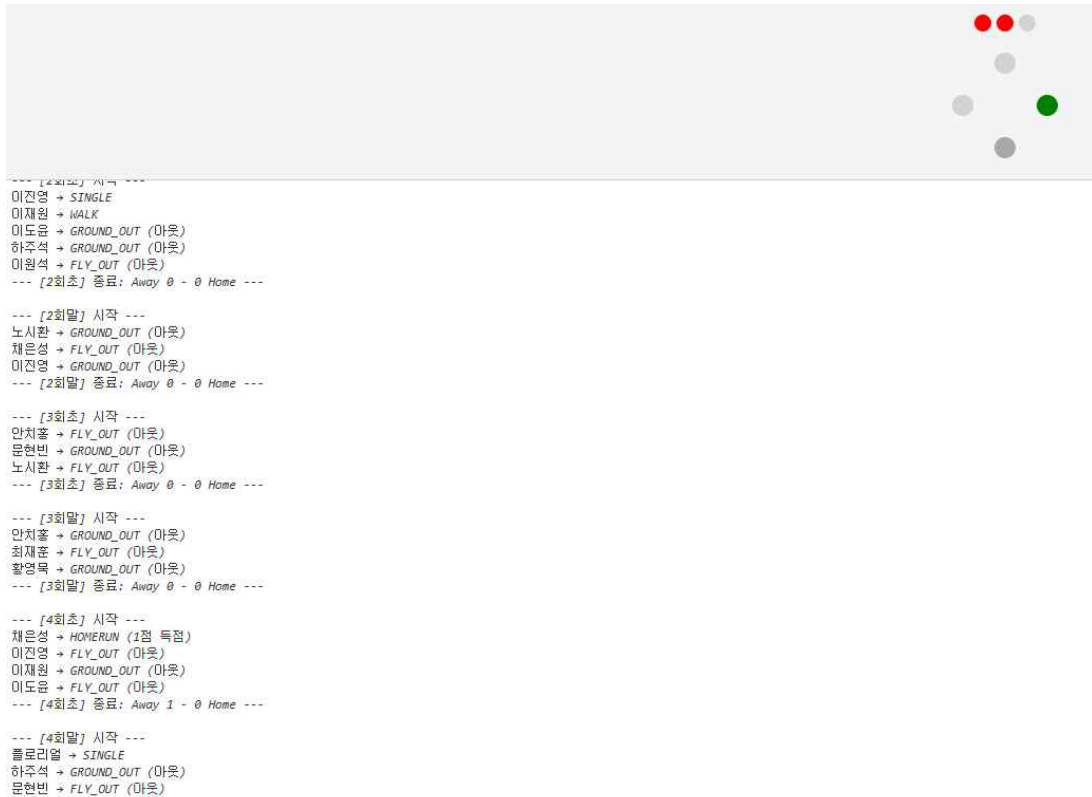 --- [2회초] 시작 ---
이진영 → SINGLE
이재원 → WALK
이도윤 → GROUND_OUT (아웃)
하주석 → GROUND_OUT (아웃)
이원석 → FLY_OUT (아웃)
--- [2회초] 종료: Away 0 - 0 Home ---
--- [2회말] 시작 ---
노시환 → GROUND_OUT (아웃)
채은성 → FLY_OUT (아웃)
이진영 → GROUND_OUT (아웃)
--- [2회말] 종료: Away 0 - 0 Home ---
--- [3회초] 시작 ---
안치홍 → FLY_OUT (아웃)
문현빈 → GROUND_OUT (아웃)
노시환 → FLY_OUT (아웃)
--- [3회초] 종료: Away 0 - 0 Home ---
--- [3회말] 시작 ---
안치홍 → GROUND_OUT (아웃)
최재훈 → FLY_OUT (아웃)
황영묵 → GROUND_OUT (아웃)
--- [3회말] 종료: Away 0 - 0 Home ---
--- [4회초] 시작 ---
채은성 → HOMERUN (1점 득점)
이진영 → FLY_OUT (아웃)
이재원 → GROUND_OUT (아웃)
이도윤 → FLY_OUT (아웃)
--- [4회초] 종료: Away 1 - 0 Home ---
--- [4회말] 시작 ---
플로리얼 → SINGLE
하주석 → GROUND_OUT (아웃)
문현빈 → FLY_OUT (아웃)